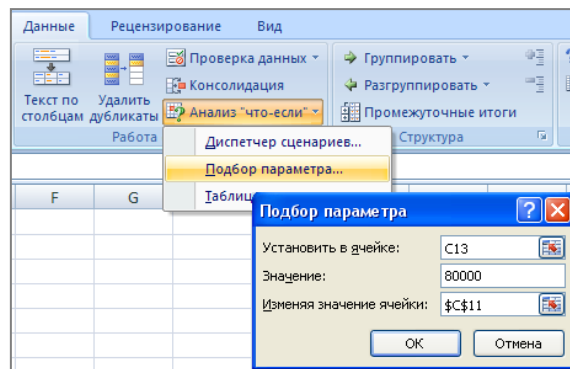 Данные Рецензирование Вид
Проверка данных
Консолидация
Анализ "что-если"
Текст по столбцам
Удалить дубликаты
Работа
Группировать
Разгруппировать
Промежуточные итоги
Структура
Диспетчер сценариев...
Подбор параметра...
F G
Подбор параметра
Установить в ячейке: C13
Значение: 80000
Изменяя значение ячейки: $C$11
ОК Отмена